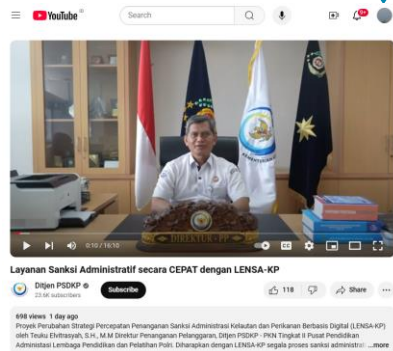 YouTube
ID
Search
9+
DIREKTUR - PP
0:10 / 16:10
Layanan Sanksi Administratif secara CEPAT dengan LENSA-KP
Ditjen PSDKP
23.6K subscribers
Subscribe
118
Share
698 views 1 day ago
Proyek Perubahan Strategi Percepatan Penanganan Sanksi Administrasi Kelautan dan Perikanan Berbasis Digital (LENSA-KP)
oleh Teuku Elvitrasyah, S.H., M.M Direktur Penanganan Pelanggaran, Ditjen PSDKP - PKN Tingkat II Pusat Pendidikan
Administasi Lembaga Pendidikan dan Pelatihan Polri. Diharapkan dengan LENSA-KP segala proses sanksi administrati ...more